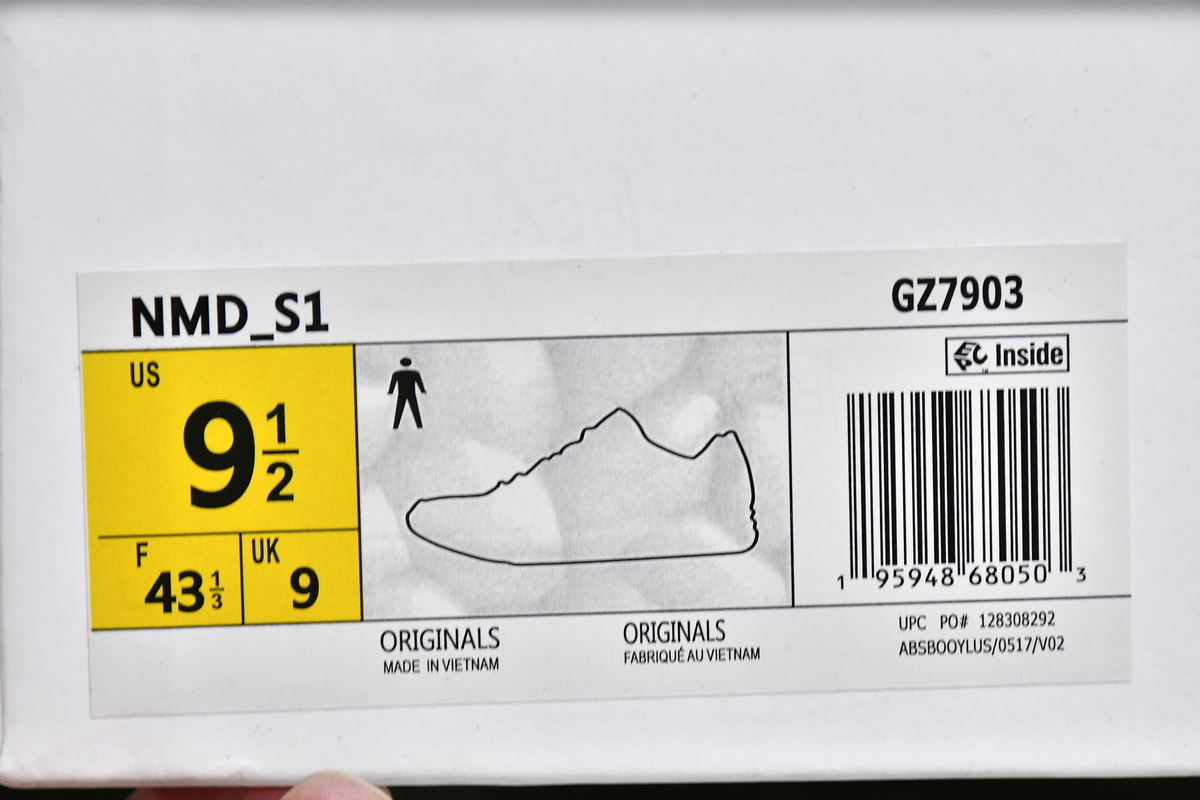 NMD_S1
GZ7903
US
9 1/2
F
43 1/3
UK
9
Inside
1 95948 68050 3
ORIGINALS
MADE IN VIETNAM
ORIGINALS
FABRIQUÉ AU VIETNAM
UPC PO# 128308292
ABSBOOYLUS/0517/V02